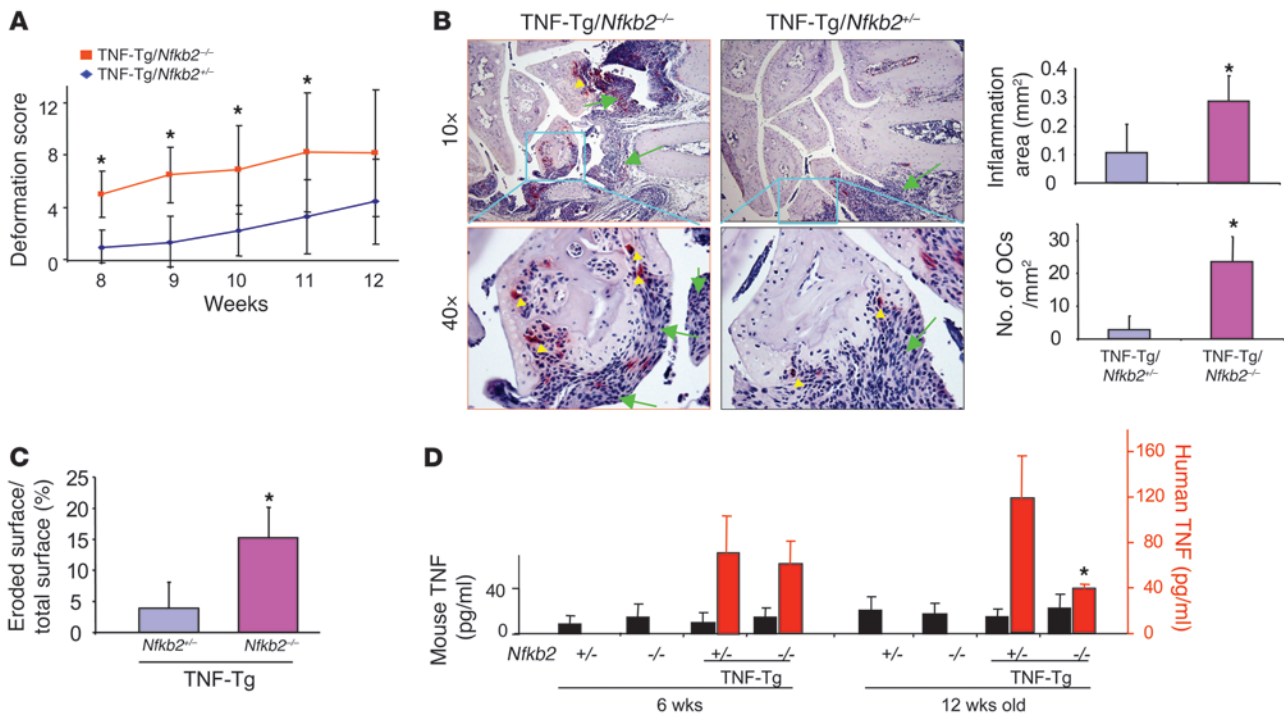 A
TNF-Tg/Nfkb2–/–
TNF-Tg/Nfkb2+/–
Deformation score
12
8
4
0
*
*
*
*
8
9
10
11
12
Weeks
B
TNF-Tg/Nfkb2–/–
TNF-Tg/Nfkb2+/–
10×
40×
Inflammation
area (mm2)
0.4
0.3
0.2
0.1
0
*
No. of OCs
/mm2
30
20
10
0
*
TNF-Tg/
Nfkb2+/–
TNF-Tg/
Nfkb2–/–
C
Eroded surface/
total surface (%)
25
20
15
10
5
0
*
Nfkb2+/–
Nfkb2–/–
TNF-Tg
D
Mouse TNF
(pg/ml)
40
0
Human TNF
(pg/ml)
160
120
80
40
0
*
Nfkb2 +/- -/- +/- -/- +/- -/- +/- -/-
TNF-Tg TNF-Tg
6 wks 12 wks old